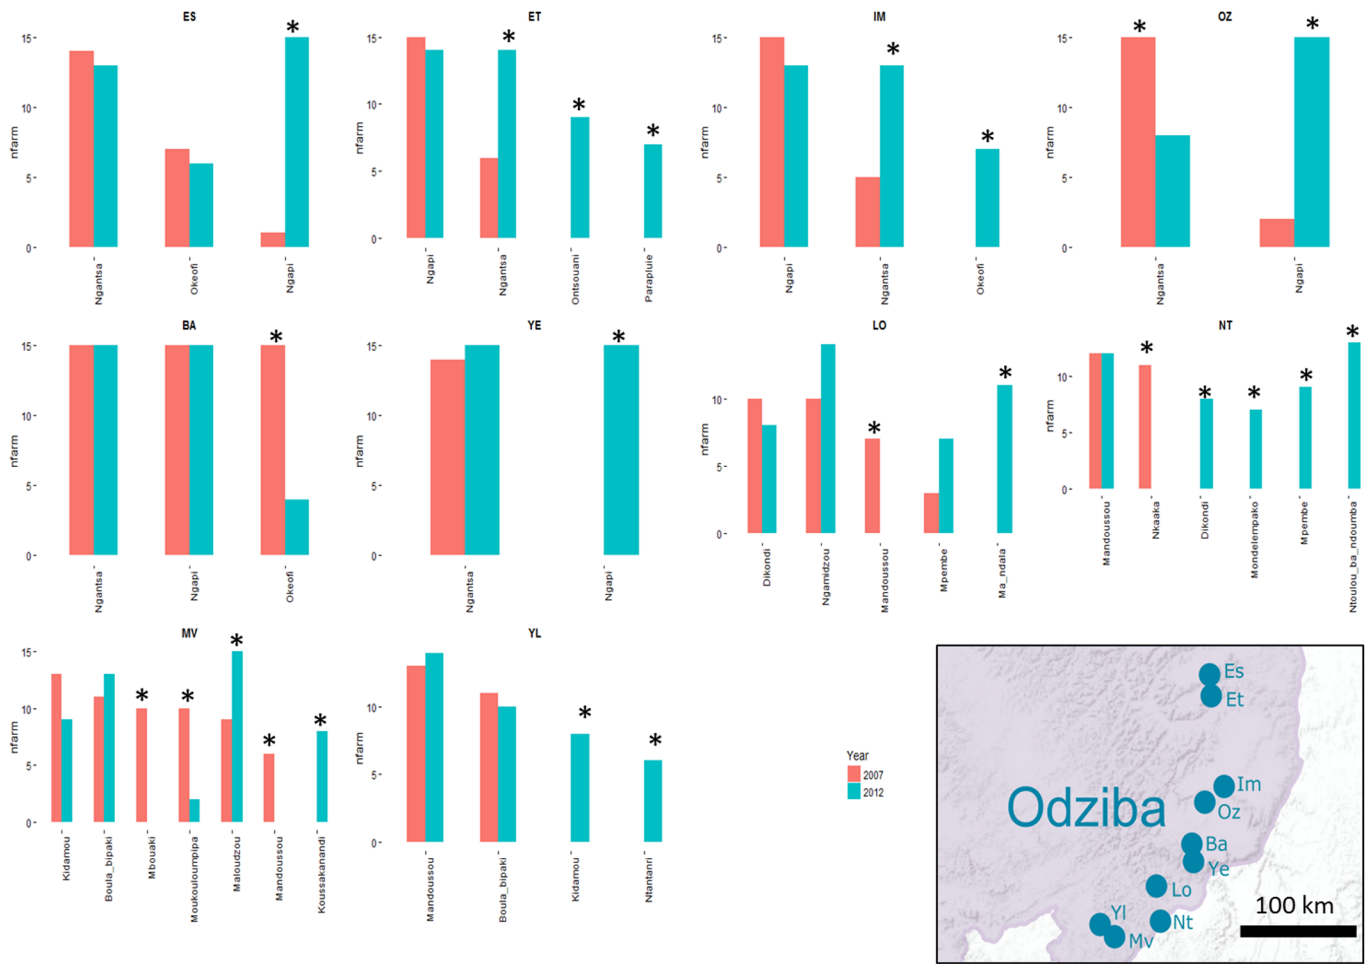 ES
ET
IM
OZ
*
*
*
*
*
*
*
*
nfarm
15
10
5
0
Ngantsa
Okeofi
Ngapi
nfarm
15
10
5
0
Ngapi
Ngantsa
Ontsouani
Parapluie
nfarm
15
10
5
0
Ngapi
Ngantsa
Okeofi
nfarm
15
10
5
0
Ngantsa
Ngapi
BA
YE
LO
NT
*
*
*
*
*
*
*
*
*
nfarm
15
10
5
0
Ngantsa
Ngapi
Okeofi
nfarm
15
10
5
0
Ngantsa
Ngapi
nfarm
10
5
0
Dikondi
Ngamidzou
Mandoussou
Mpembe
Ma_ndala
nfarm
10
5
0
Mandoussou
Nkaaka
Dikondi
Mondelempako
Mpembe
Ntoulou_ba_ndoumba
MV
YL
*
*
*
*
*
*
*
nfarm
15
10
5
0
Kidamou
Boula_bipaki
Mbouaki
Moukouloumpipa
Maloudzou
Mandoussou
Koussakanandi
nfarm
10
5
0
Mandoussou
Boula_bipaki
Kidamou
Ntantanri
Year
2007
2012
Es
Et
Im
Odziba
Oz
Ba
Ye
Lo
100 km
Yl
Nt
Mv